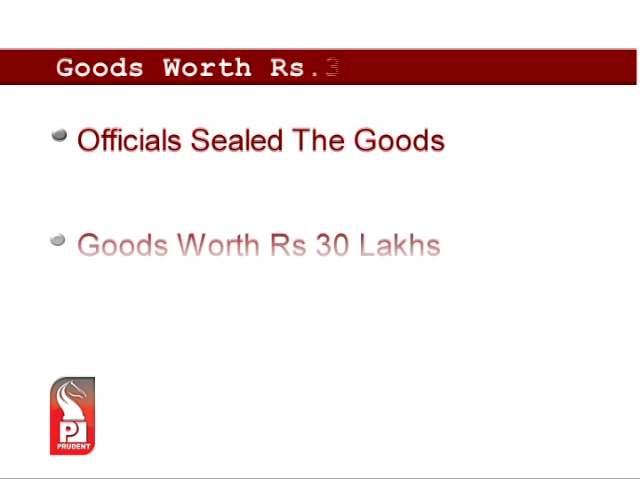 Goods Worth Rs.3
Officials Sealed The Goods
Goods Worth Rs 30 Lakhs
PRUDENT